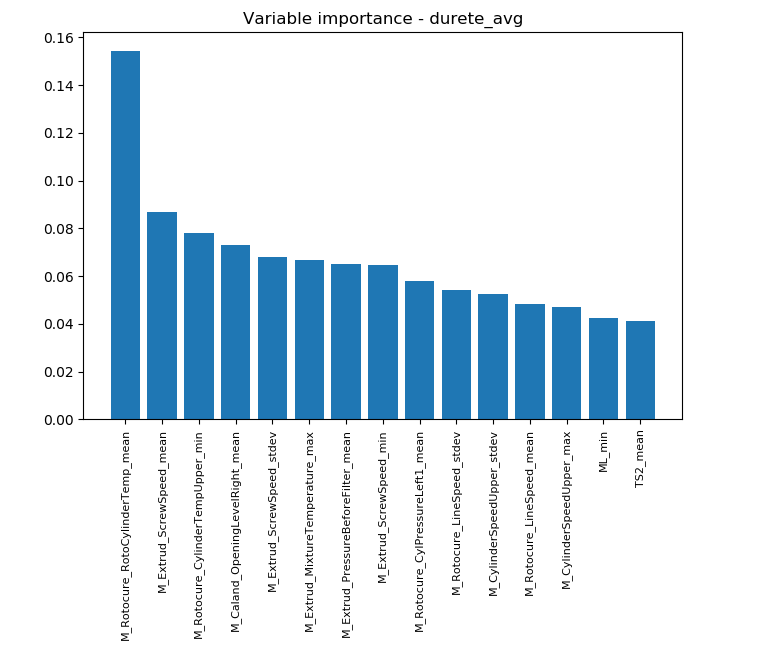 Variable importance - durete_avg
0.16
0.14
0.12
0.10
0.08
0.06
0.04
0.02
0.00
M_Rotocure_RotoCylinderTemp_mean
M_Extrud_ScrewSpeed_mean
M_Rotocure_CylinderTempUpper_min
M_Caland_OpeningLevelRight_mean
M_Extrud_ScrewSpeed_stdev
M_Extrud_MixtureTemperature_max
M_Extrud_PressureBeforeFilter_mean
M_Extrud_ScrewSpeed_min
M_Rotocure_CylPressureLeft1_mean
M_Rotocure_LineSpeed_stdev
M_CylinderSpeedUpper_stdev
M_Rotocure_LineSpeed_mean
M_CylinderSpeedUpper_max
ML_min
TS2_mean